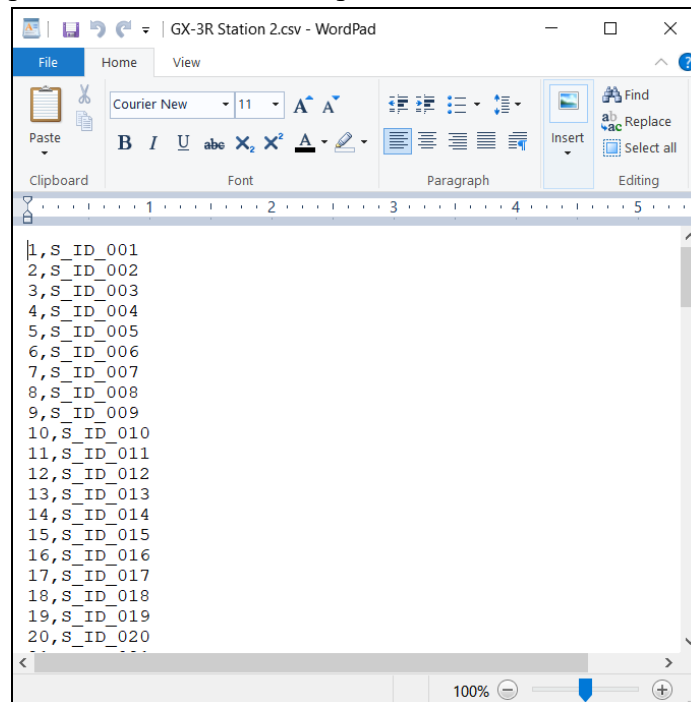 GX-3R Station 2.csv - WordPad
File Home View
Paste
Courier New 11 A A
B I U abc X₂ X² A
Insert
Find
Replace
Select all
Clipboard Font Paragraph Editing
1 2 3 4 5
1,S_ID_001
2,S_ID_002
3,S_ID_003
4,S_ID_004
5,S_ID_005
6,S_ID_006
7,S_ID_007
8,S_ID_008
9,S_ID_009
10,S_ID_010
11,S_ID_011
12,S_ID_012
13,S_ID_013
14,S_ID_014
15,S_ID_015
16,S_ID_016
17,S_ID_017
18,S_ID_018
19,S_ID_019
20,S_ID_020
100%